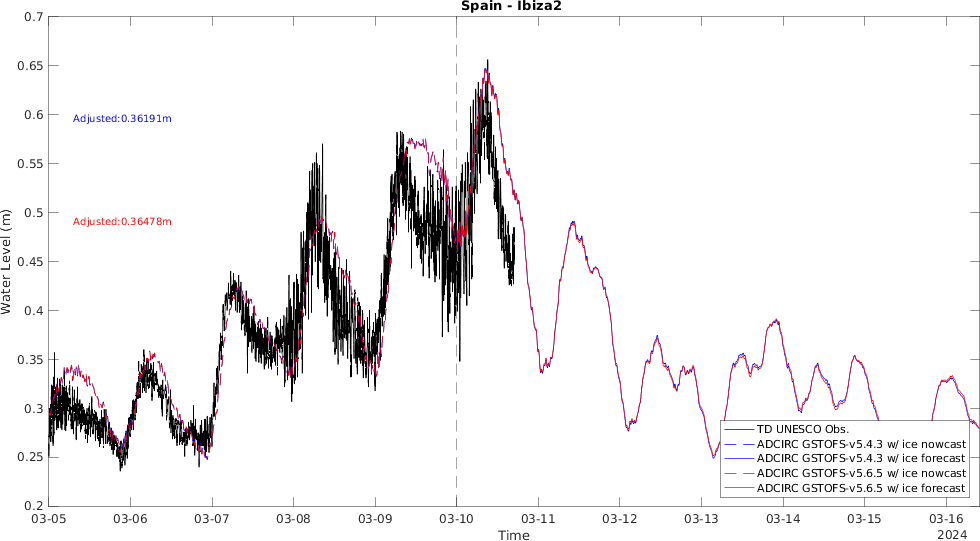 Spain - Ibiza2
0.7
0.65
0.6
0.55
0.5
0.45
0.4
0.35
0.3
0.25
0.2
Water Level (m)
Adjusted:0.36191m
Adjusted:0.36478m
TD UNESCO Obs.
ADCIRC GSTOFS-v5.4.3 w/ ice nowcast
ADCIRC GSTOFS-v5.4.3 w/ ice forecast
ADCIRC GSTOFS-v5.6.5 w/ ice nowcast
ADCIRC GSTOFS-v5.6.5 w/ ice forecast
03-05 03-06 03-07 03-08 03-09 03-10 03-11 03-12 03-13 03-14 03-15 03-16
Time
2024